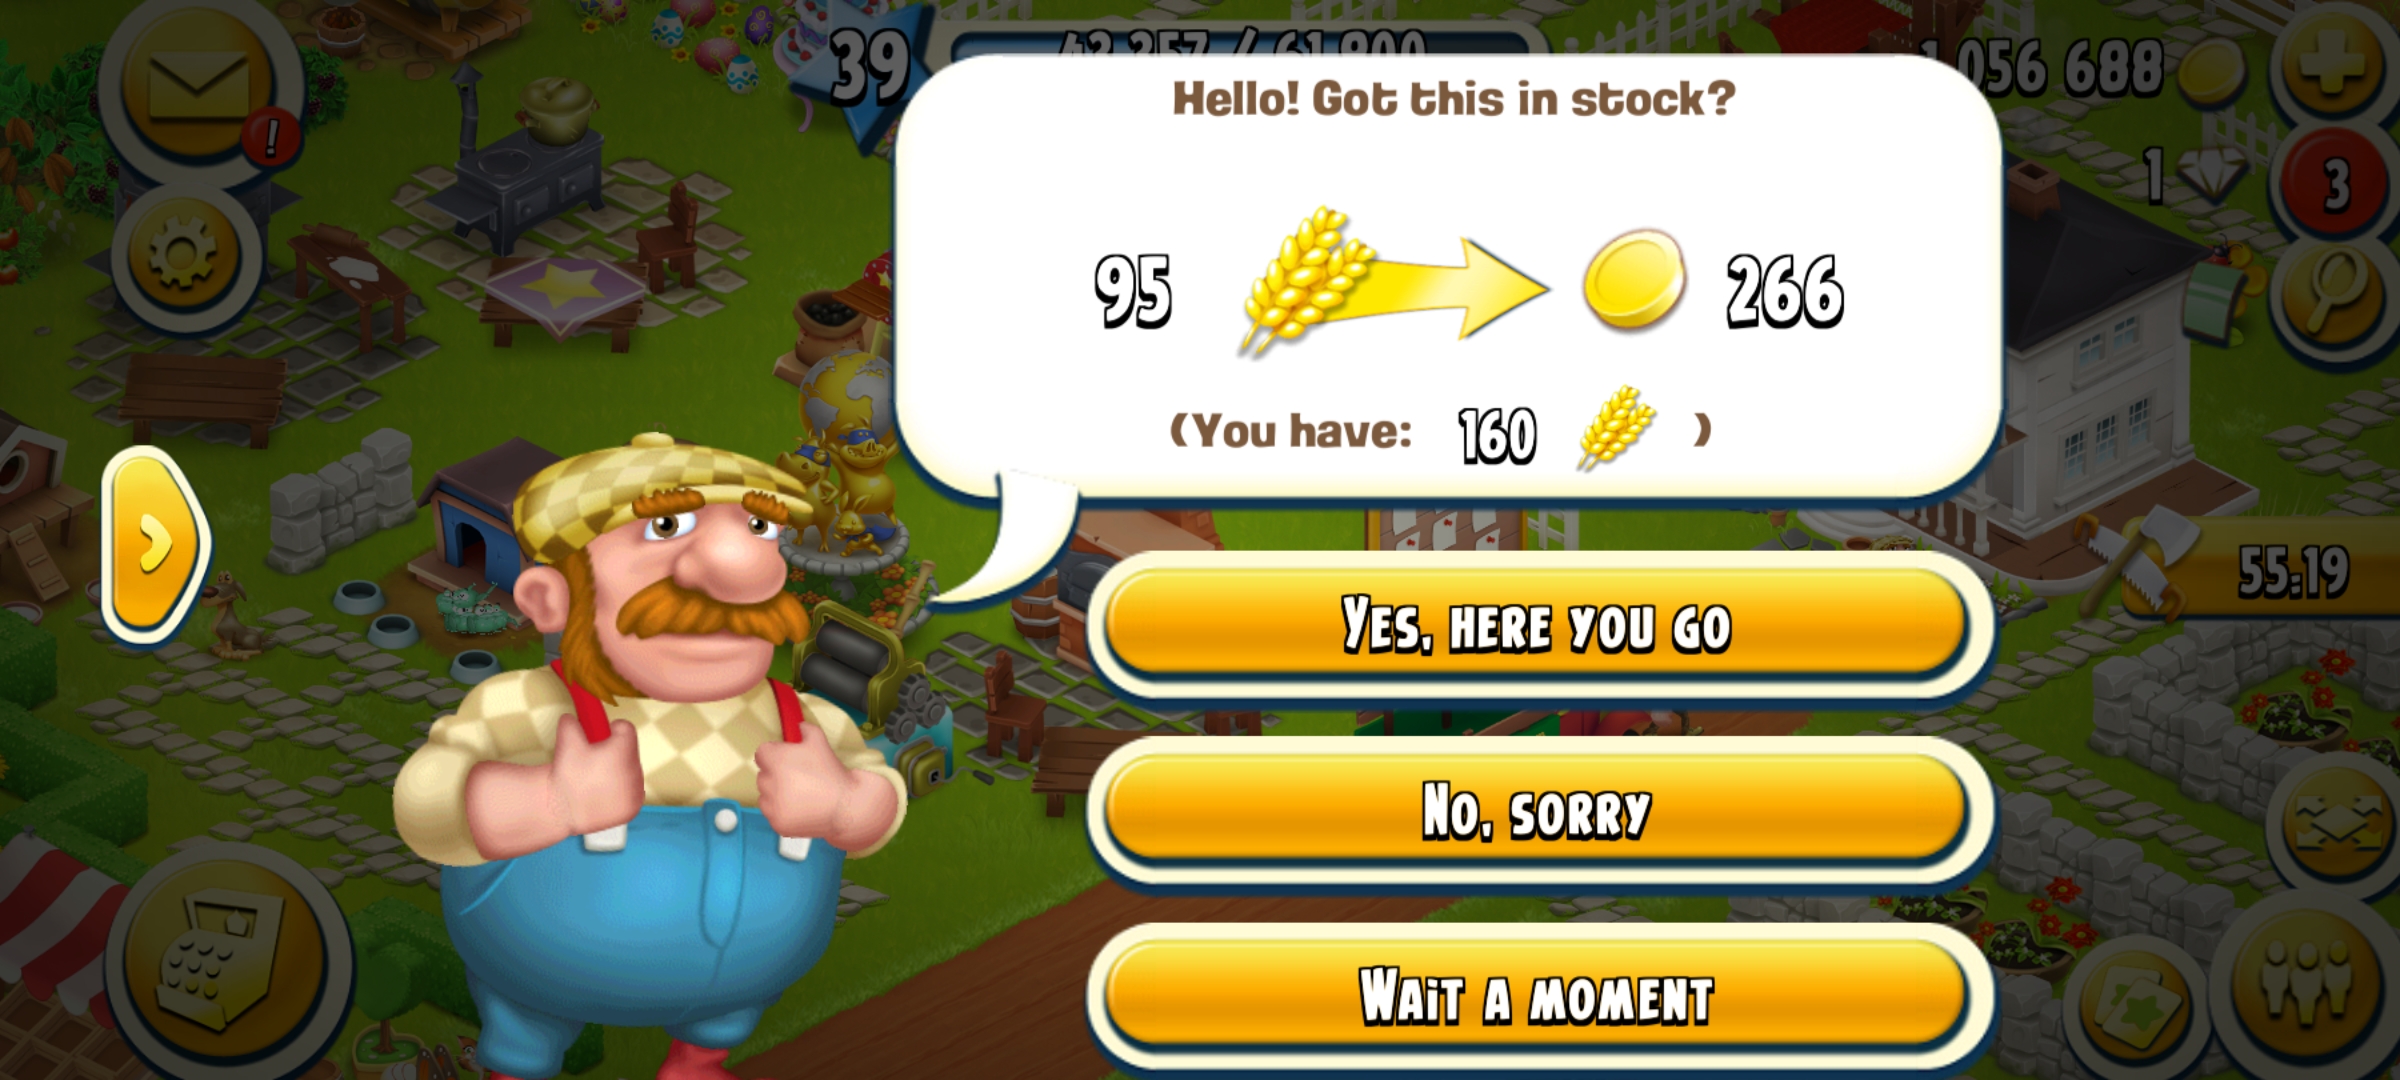 39
1 056 688
!
Hello! Got this in stock?
1
3
95
266
(You have: 160 )
55:19
Yes, here you go
No, sorry
Wait a moment